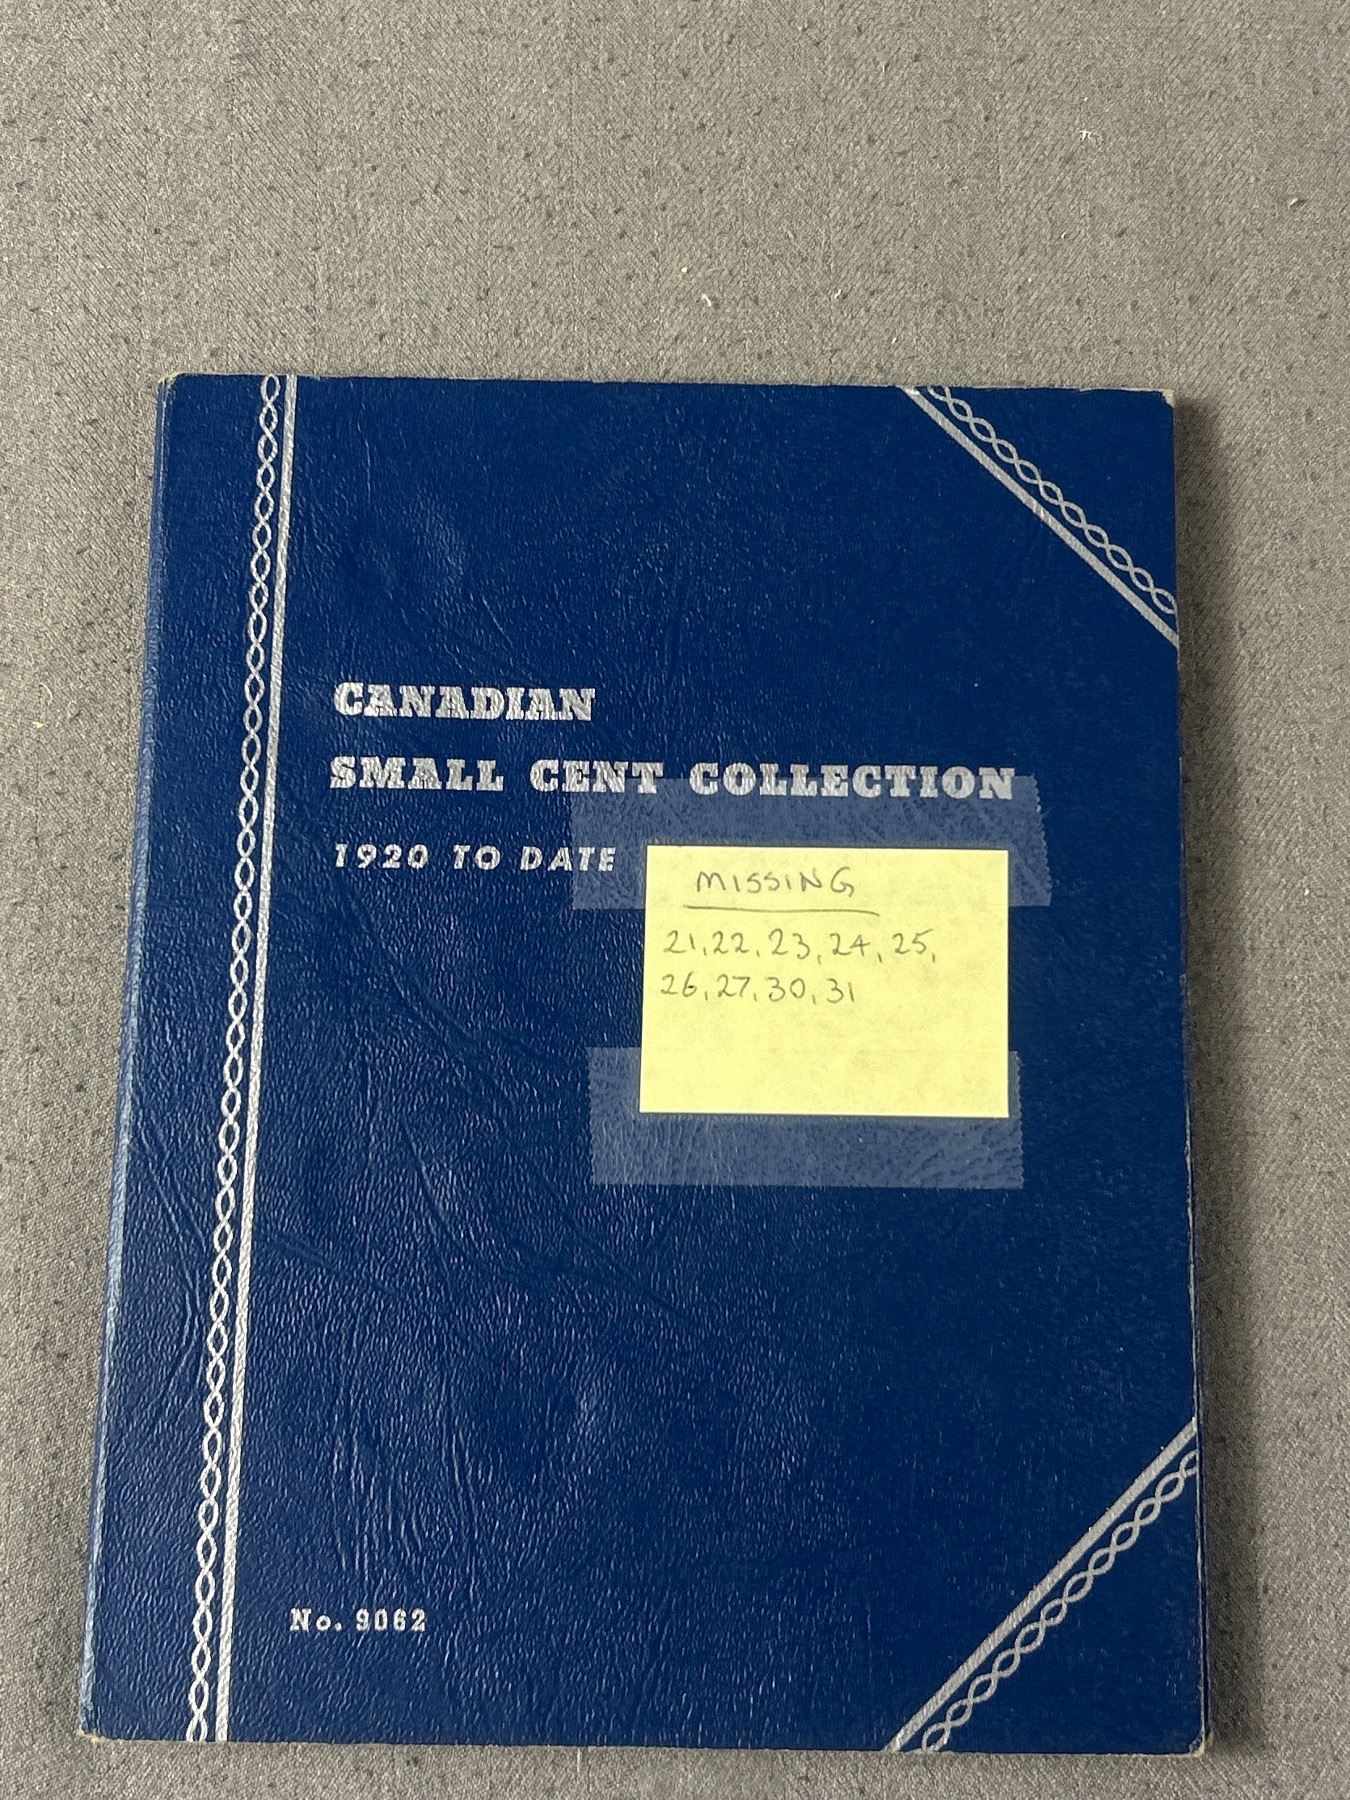 CANADIAN
SMALL CENT COLLECTION
1920 TO DATE
MISSING
21, 22, 23, 24, 25,
26, 27, 30, 31
No. 9062